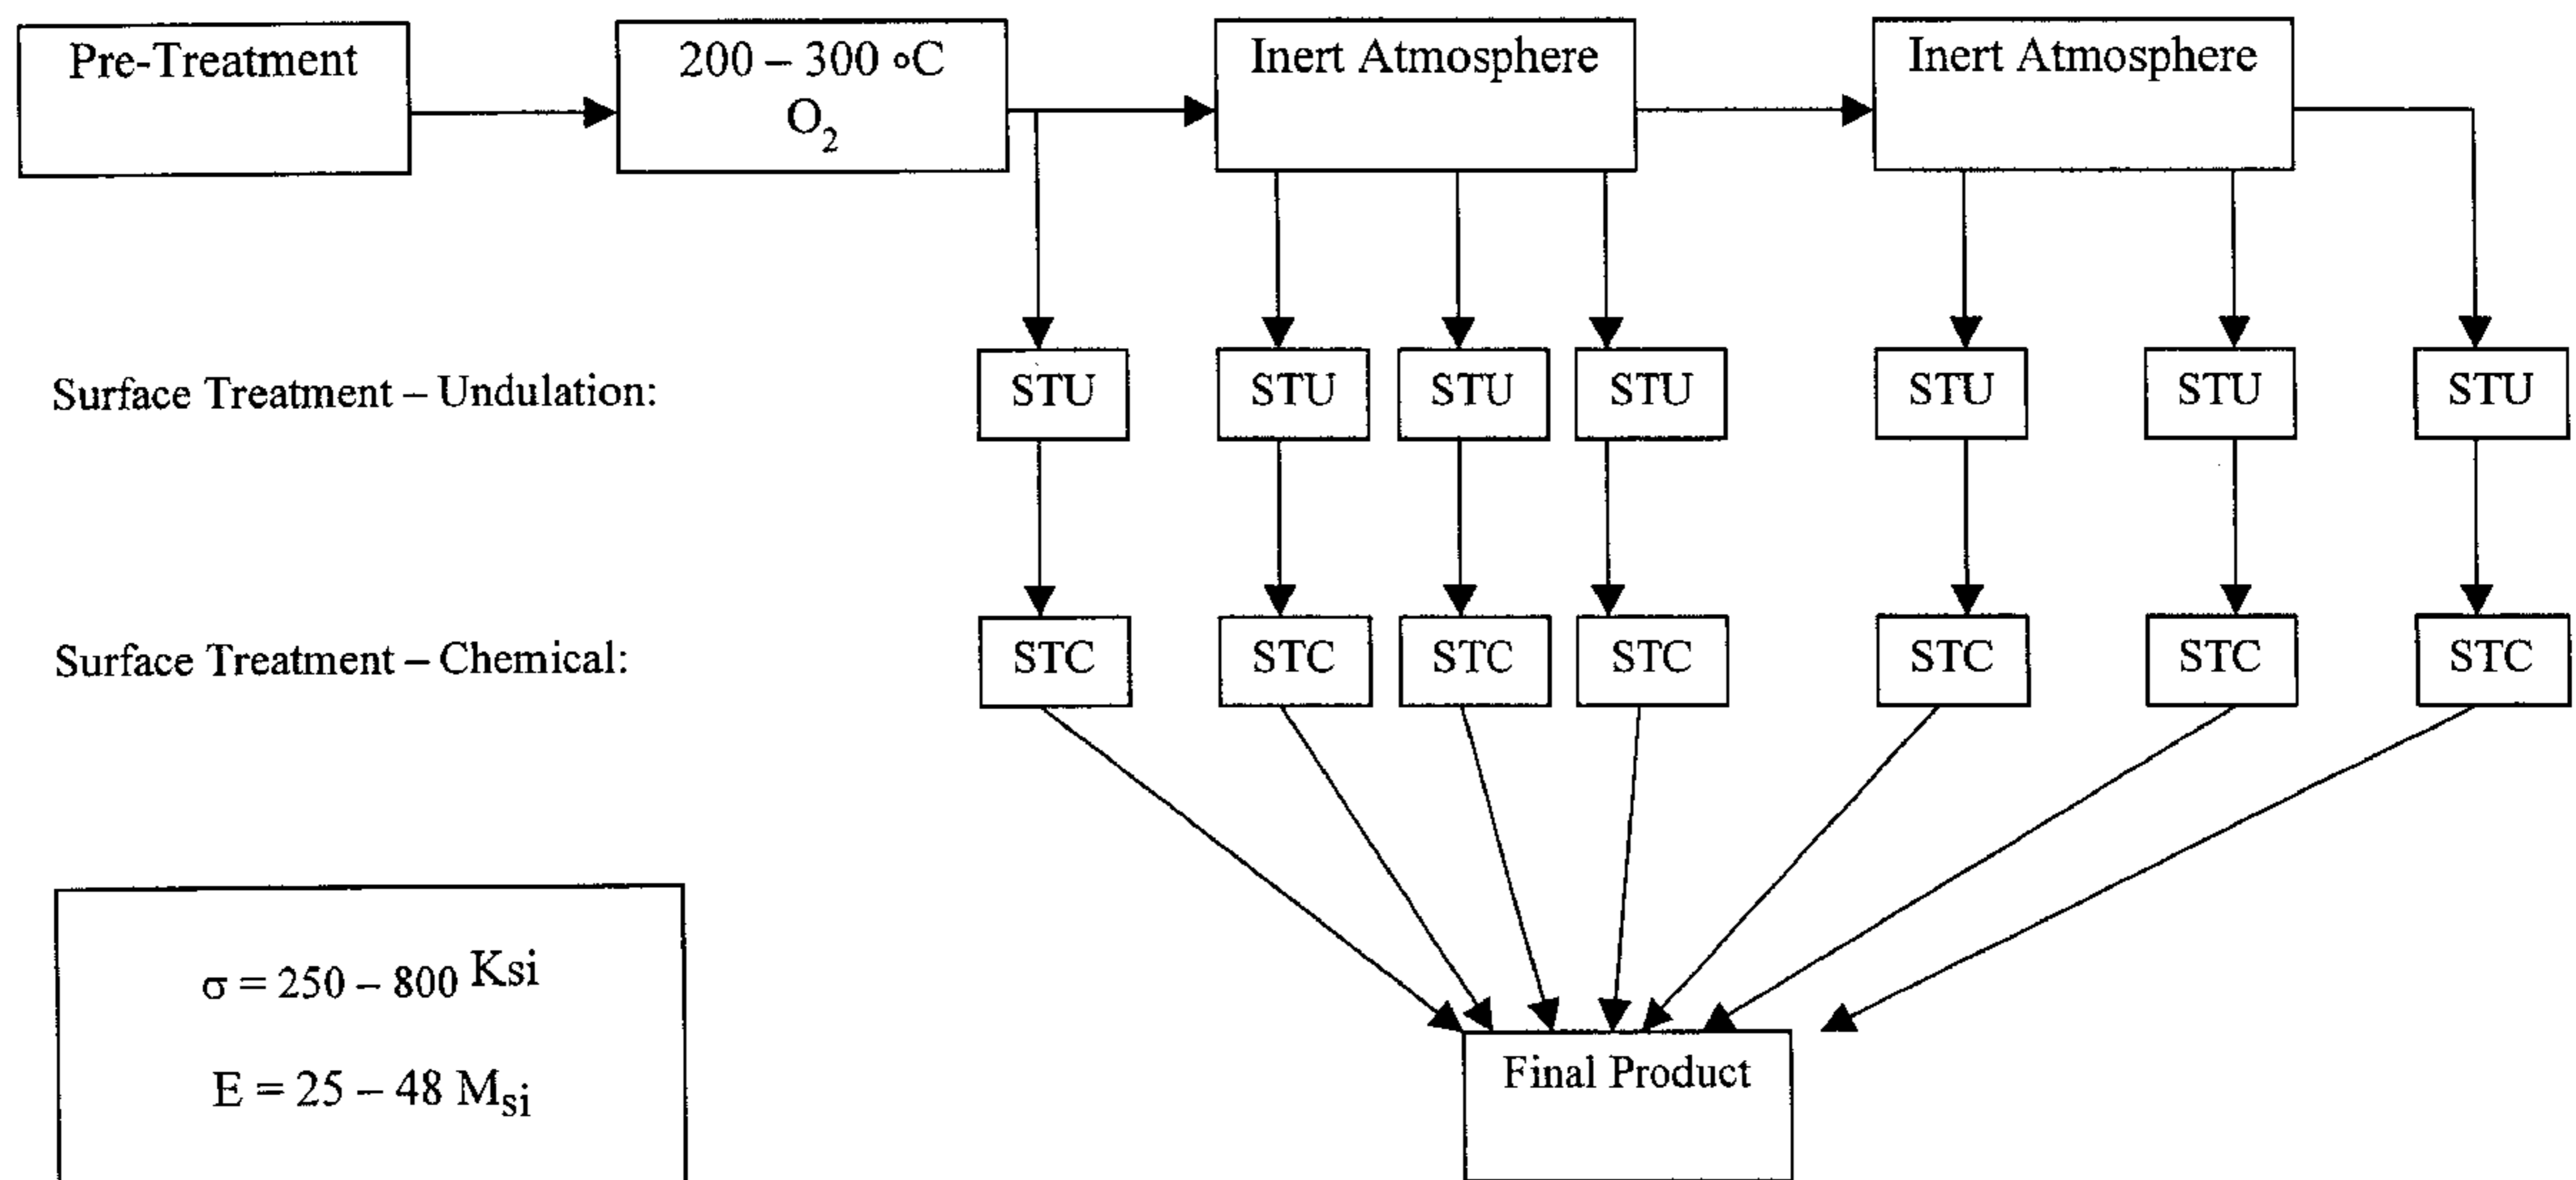 Pre-Treatment
200 – 300 °C
O₂
Inert Atmosphere
Inert Atmosphere
Surface Treatment – Undulation:
STU
STU
STU
STU
STU
STU
STU
Surface Treatment – Chemical:
STC
STC
STC
STC
STC
STC
STC
σ = 250 – 800 Ksi
E = 25 – 48 Msi
Final Product